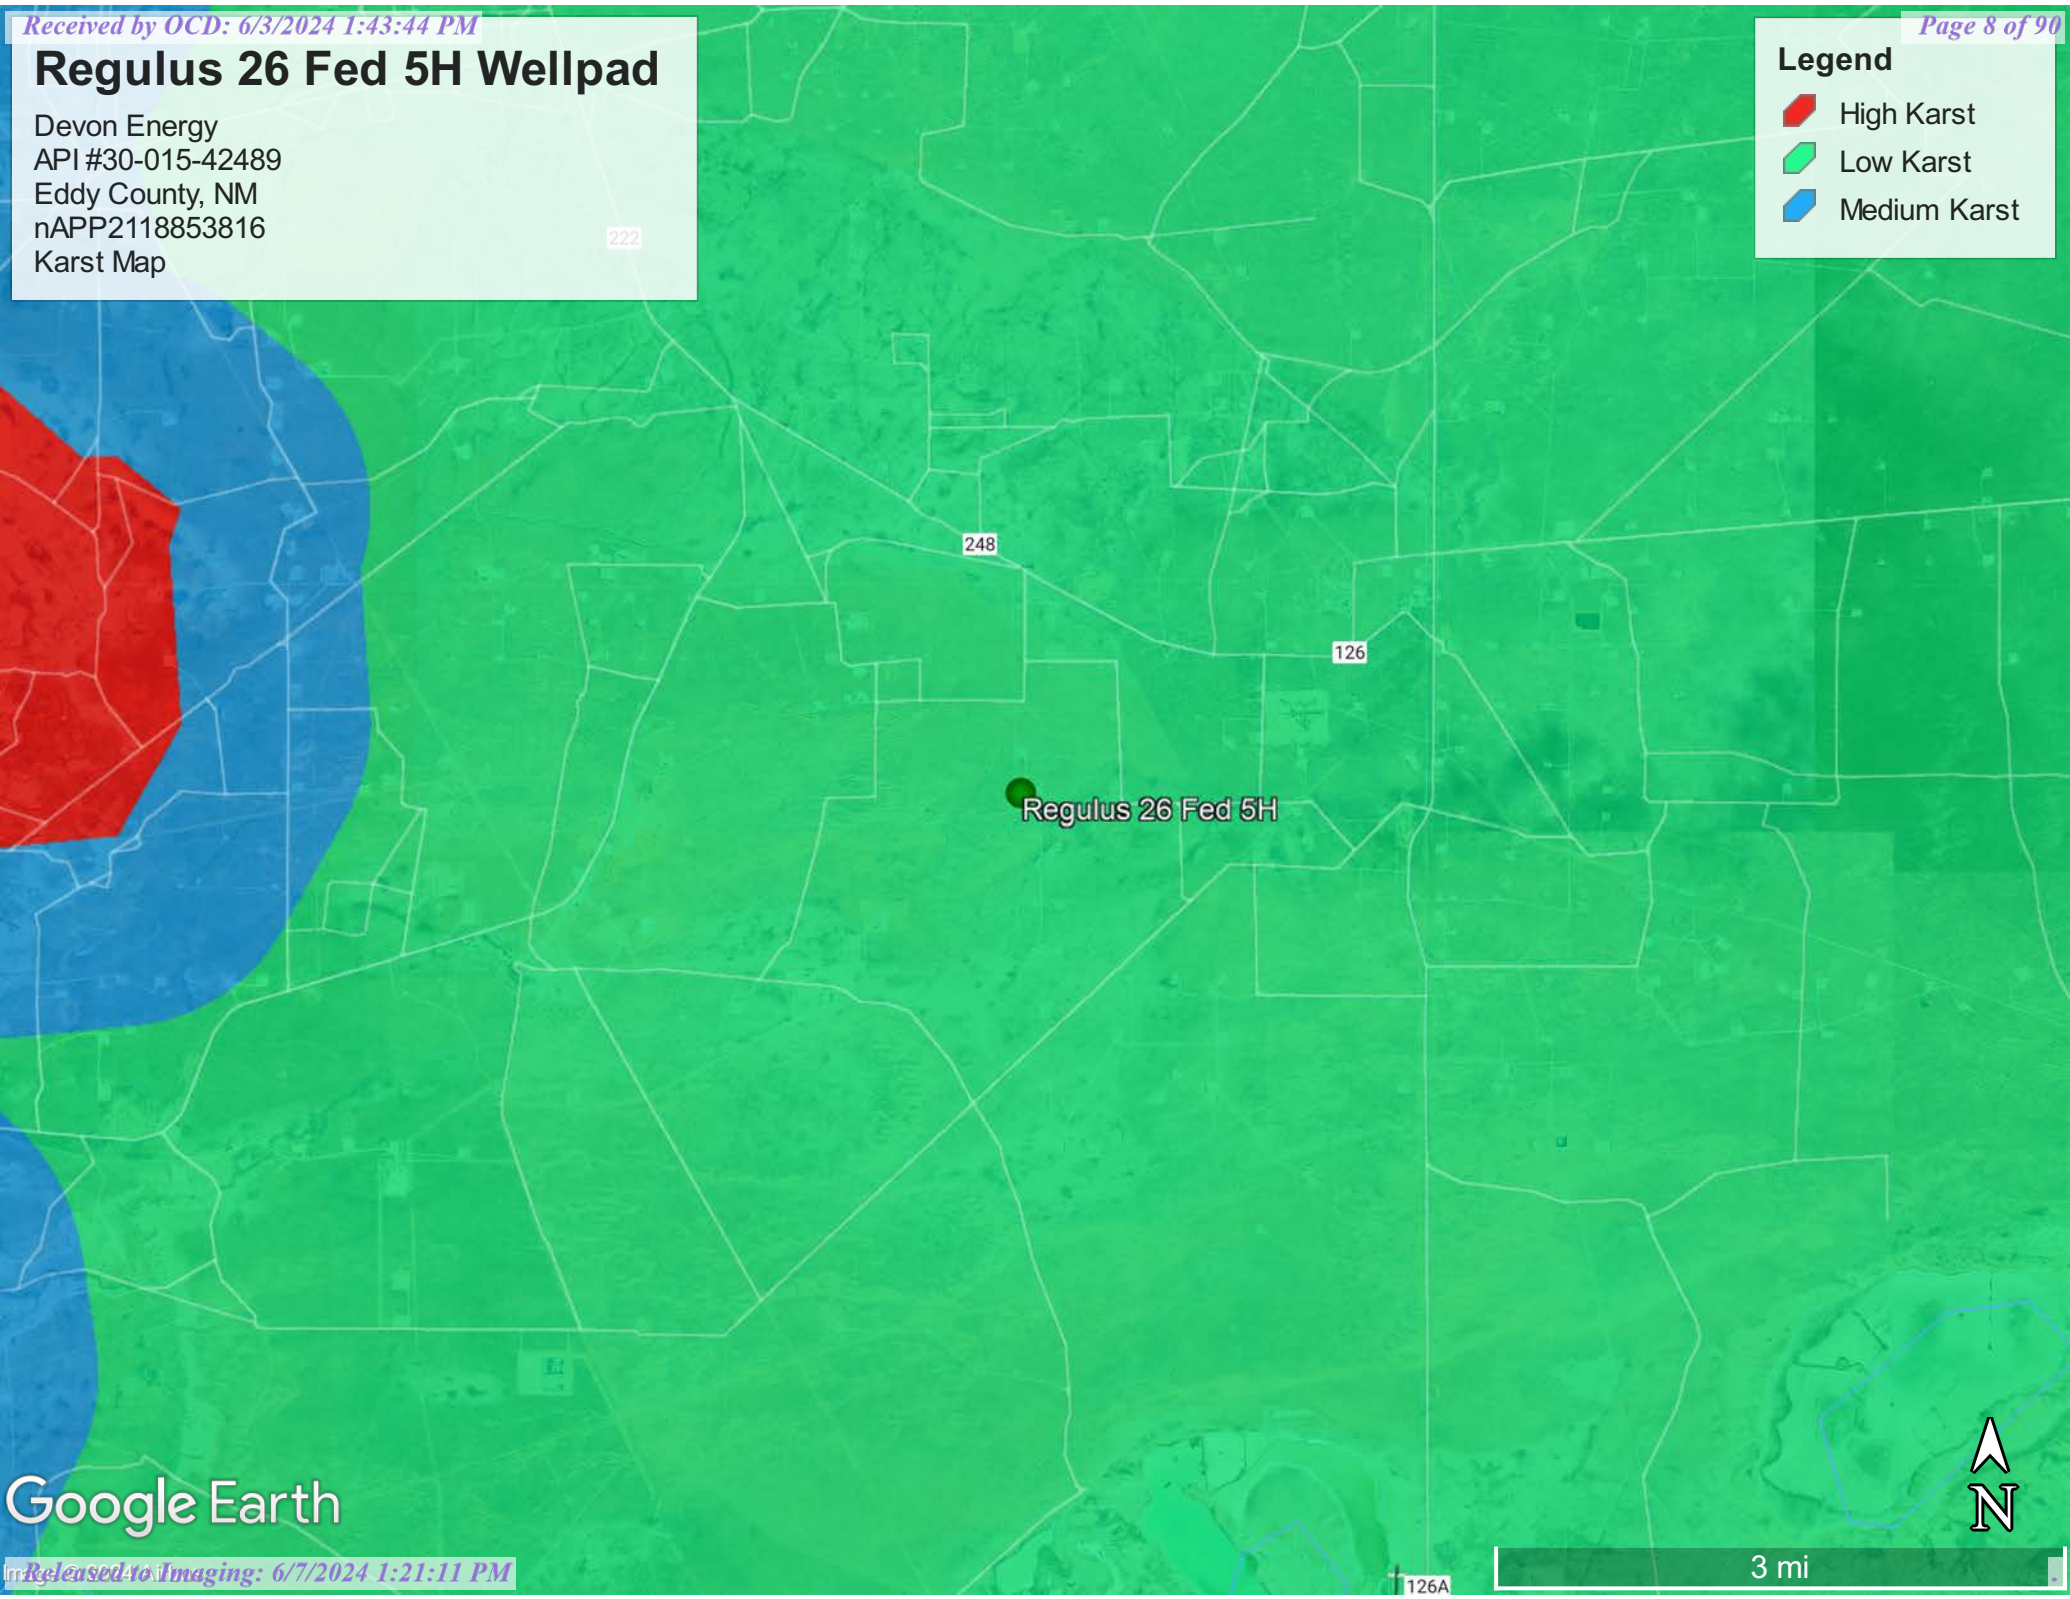 Received by OCD: 6/3/2024 1:43:44 PM
Page 8 of 90
Regulus 26 Fed 5H Wellpad
Devon Energy
API #30-015-42489
Eddy County, NM
nAPP2118853816
Karst Map
Legend
High Karst
Low Karst
Medium Karst
222
248
126
Regulus 26 Fed 5H
N
Google Earth
3 mi
126A
Released to Imaging: 6/7/2024 1:21:11 PM